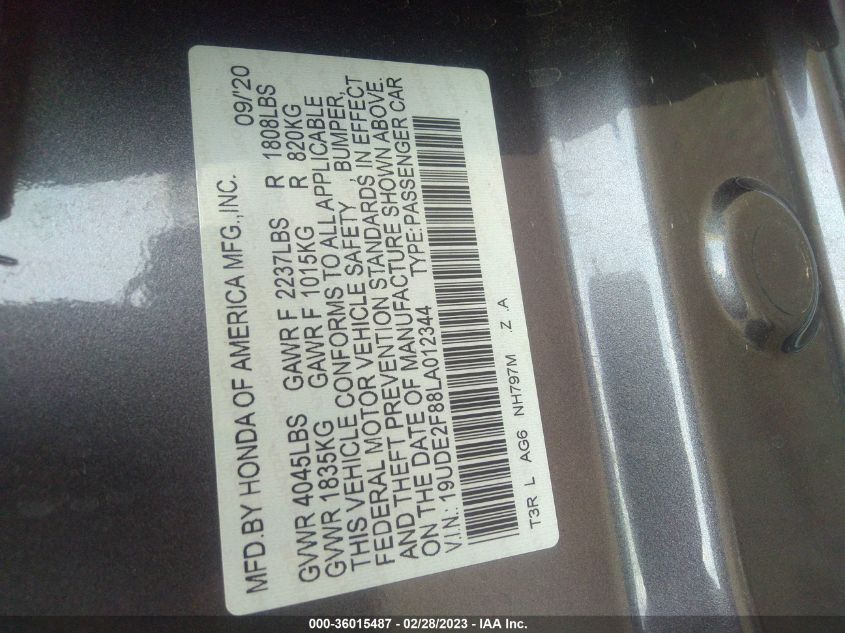 MFD.BY HONDA OF AMERICA MFG.,INC. 09/'20
GVWR 4045LBS GAWR F 2237LBS R 1808LBS
GVWR 1835KG GAWR F 1015KG R 820KG
THIS VEHICLE CONFORMS TO ALL APPLICABLE
FEDERAL MOTOR VEHICLE SAFETY , BUMPER,
AND THEFT PREVENTION STANDARDS IN EFFECT
ON THE DATE OF MANUFACTURE SHOWN ABOVE.
V.I.N.: 19UDE2F88LA012344 TYPE:PASSENGER CAR
T3R L AG6 NH797M Z .A
000-36015487 - 02/28/2023 - IAA Inc.